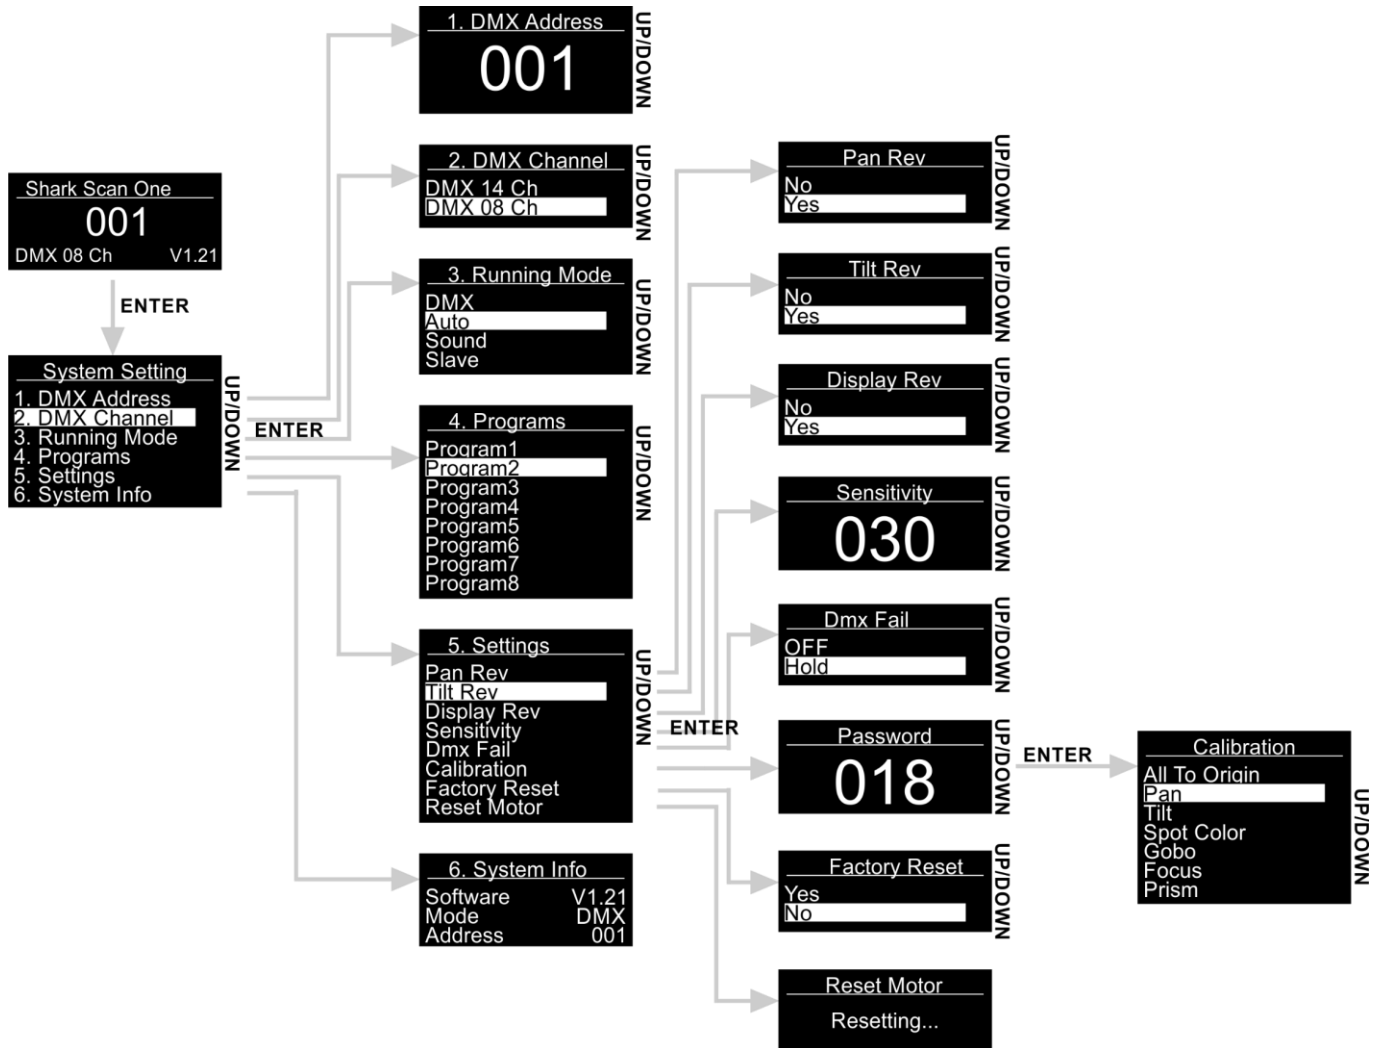 Shark Scan One
001
DMX 08 Ch V1.21
ENTER
System Setting
1. DMX Address
2. DMX Channel
3. Running Mode
4. Programs
5. Settings
6. System Info
UP/DOWN
ENTER
1. DMX Address
001
UP/DOWN
2. DMX Channel
DMX 14 Ch
DMX 08 Ch
UP/DOWN
3. Running Mode
DMX
Auto
Sound
Slave
UP/DOWN
4. Programs
Program1
Program2
Program3
Program4
Program5
Program6
Program7
Program8
UP/DOWN
5. Settings
Pan Rev
Tilt Rev
Display Rev
Sensitivity
Dmx Fail
Calibration
Factory Reset
Reset Motor
UP/DOWN
ENTER
6. System Info
Software V1.21
Mode DMX
Address 001
Pan Rev
No
Yes
UP/DOWN
Tilt Rev
No
Yes
UP/DOWN
Display Rev
No
Yes
UP/DOWN
Sensitivity
030
UP/DOWN
Dmx Fail
OFF
Hold
UP/DOWN
Password
018
UP/DOWN
ENTER
Factory Reset
Yes
No
UP/DOWN
Reset Motor
Resetting...
Calibration
All To Origin
Pan
Tilt
Spot Color
Gobo
Focus
Prism
UP/DOWN